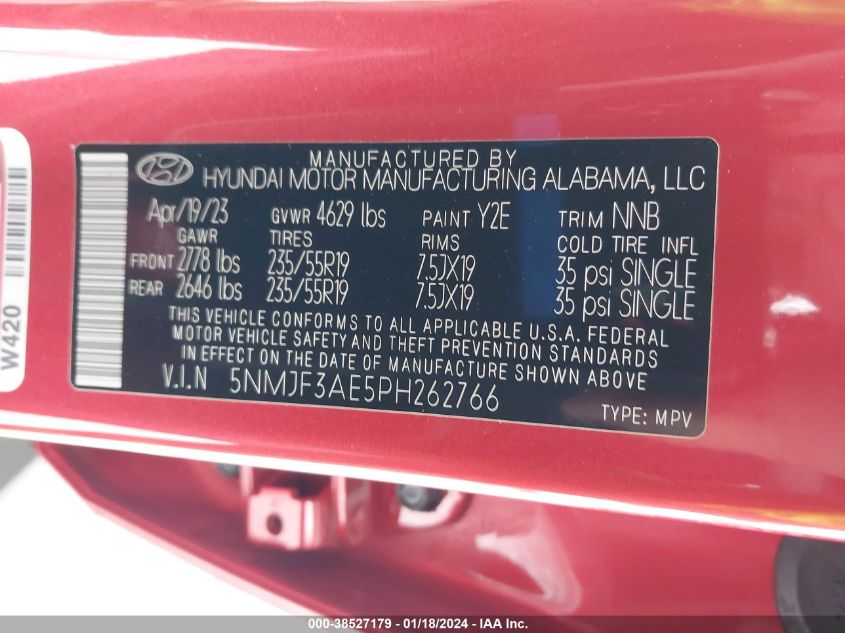 MANUFACTURED BY
HYUNDAI MOTOR MANUFACTURING ALABAMA, LLC
Apr/19/23 GVWR 4629 lbs PAINT Y2E TRIM NNB
GAWR TIRES RIMS COLD TIRE INFL
FRONT 2778 lbs 235/55R19 7.5JX19 35 psi SINGLE
REAR 2646 lbs 235/55R19 7.5JX19 35 psi SINGLE
THIS VEHICLE CONFORMS TO ALL APPLICABLE U.S.A. FEDERAL
MOTOR VEHICLE SAFETY AND THEFT PREVENTION STANDARDS
IN EFFECT ON THE DATE OF MANUFACTURE SHOWN ABOVE
V.I.N 5NMJF3AE5PH262766
TYPE: MPV
W420
000-38527179 - 01/18/2024 - IAA Inc.